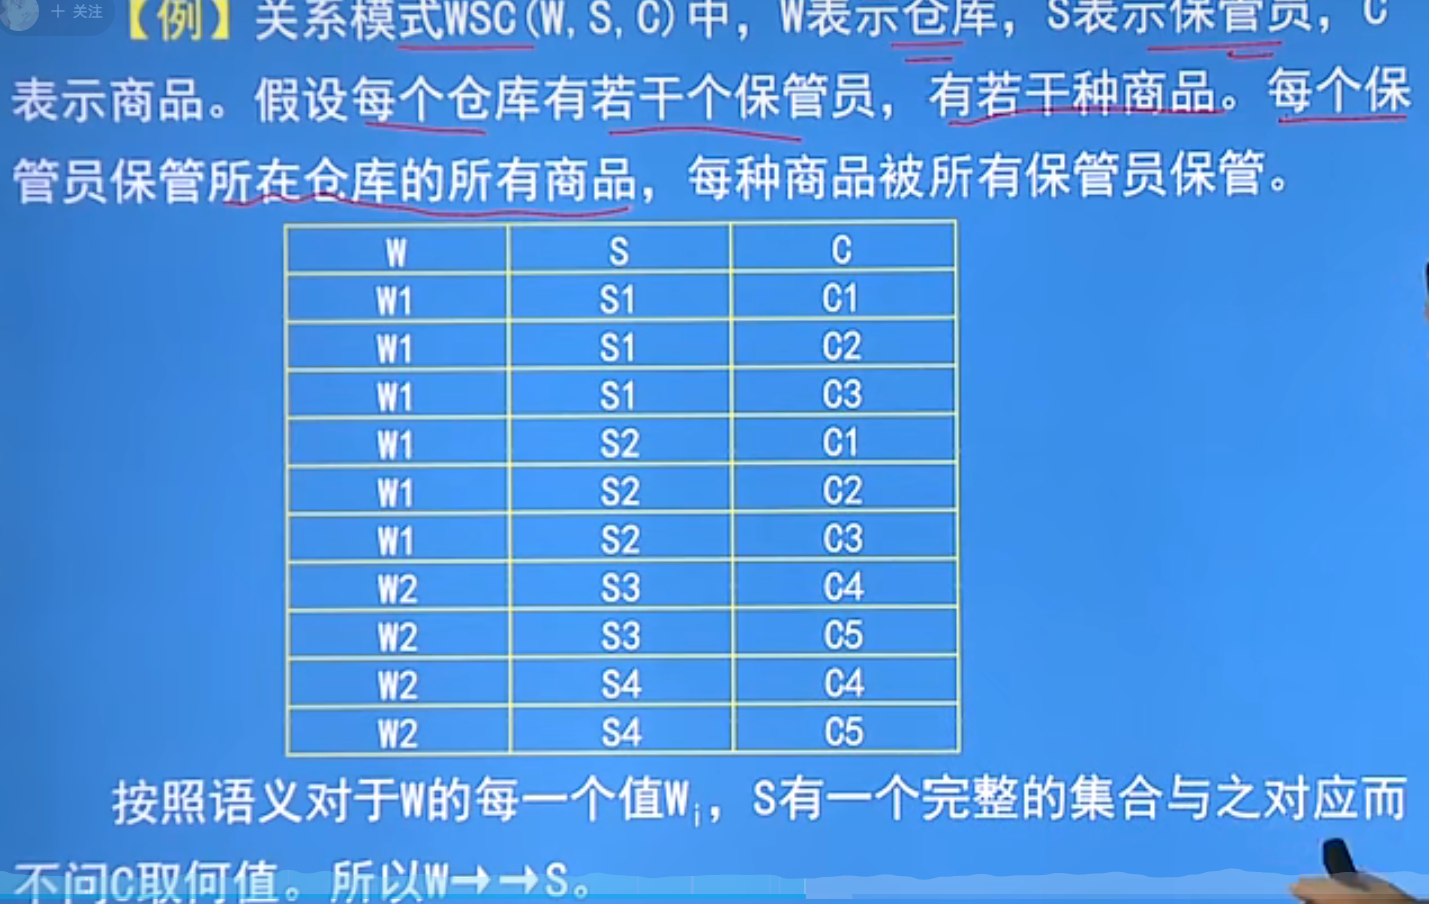 + 关注
【例】关系模式WSC(W,S,C)中，W表示仓库，S表示保管员，C
表示商品。假设每个仓库有若干个保管员，有若干种商品。每个保
管员保管所在仓库的所有商品，每种商品被所有保管员保管。
W S C
W1 S1 C1
W1 S1 C2
W1 S1 C3
W1 S2 C1
W1 S2 C2
W1 S2 C3
W2 S3 C4
W2 S3 C5
W2 S4 C4
W2 S4 C5
按照语义对于W的每一个值Wᵢ，S有一个完整的集合与之对应而
不问C取何值。所以W→→S。